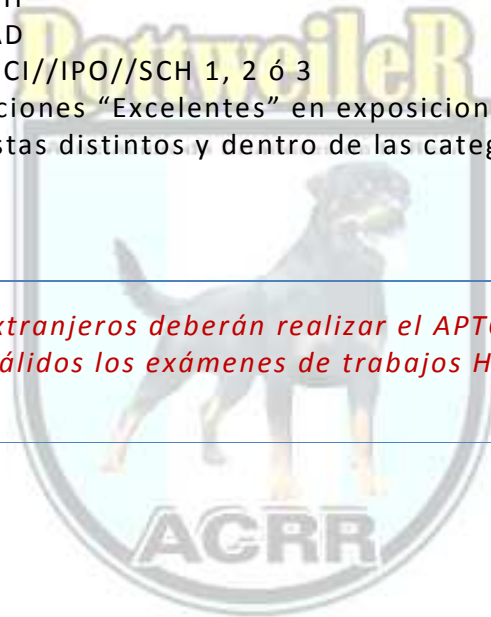 RottweileR
AD
CI//IPO//SCH 1, 2 ó 3
ciones “Excelentes” en exposicion
stas distintos y dentro de las categ
xtranjeros deberán realizar el APTO
álidos los exámenes de trabajos H
ACRR